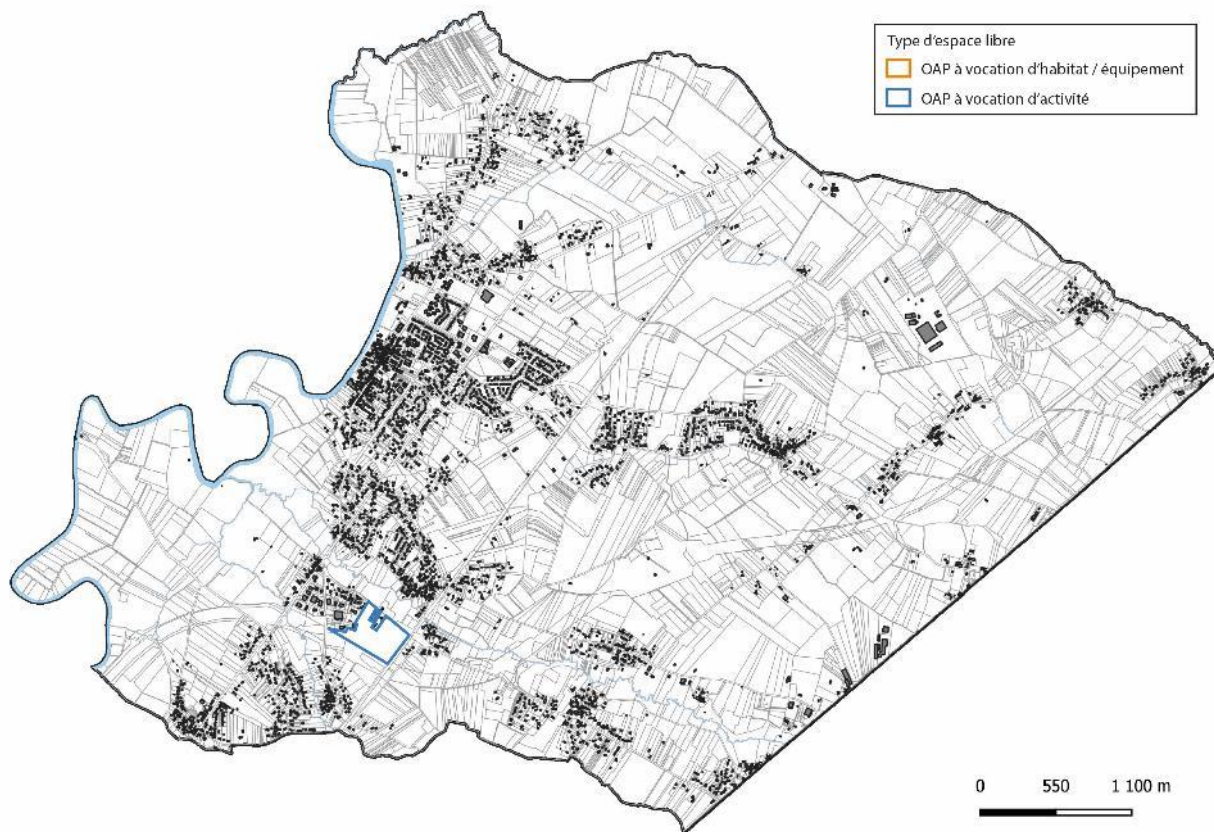 Type d'espace libre
OAP à vocation d'habitat / équipement
OAP à vocation d'activité
0 550 1 100 m